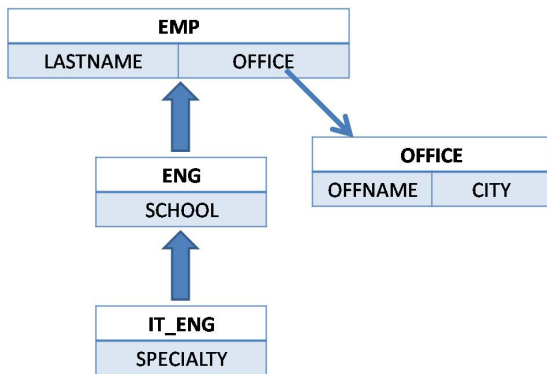 EMP
LASTNAME OFFICE
OFFICE
OFFNAME CITY
ENG
SCHOOL
IT_ENG
SPECIALTY